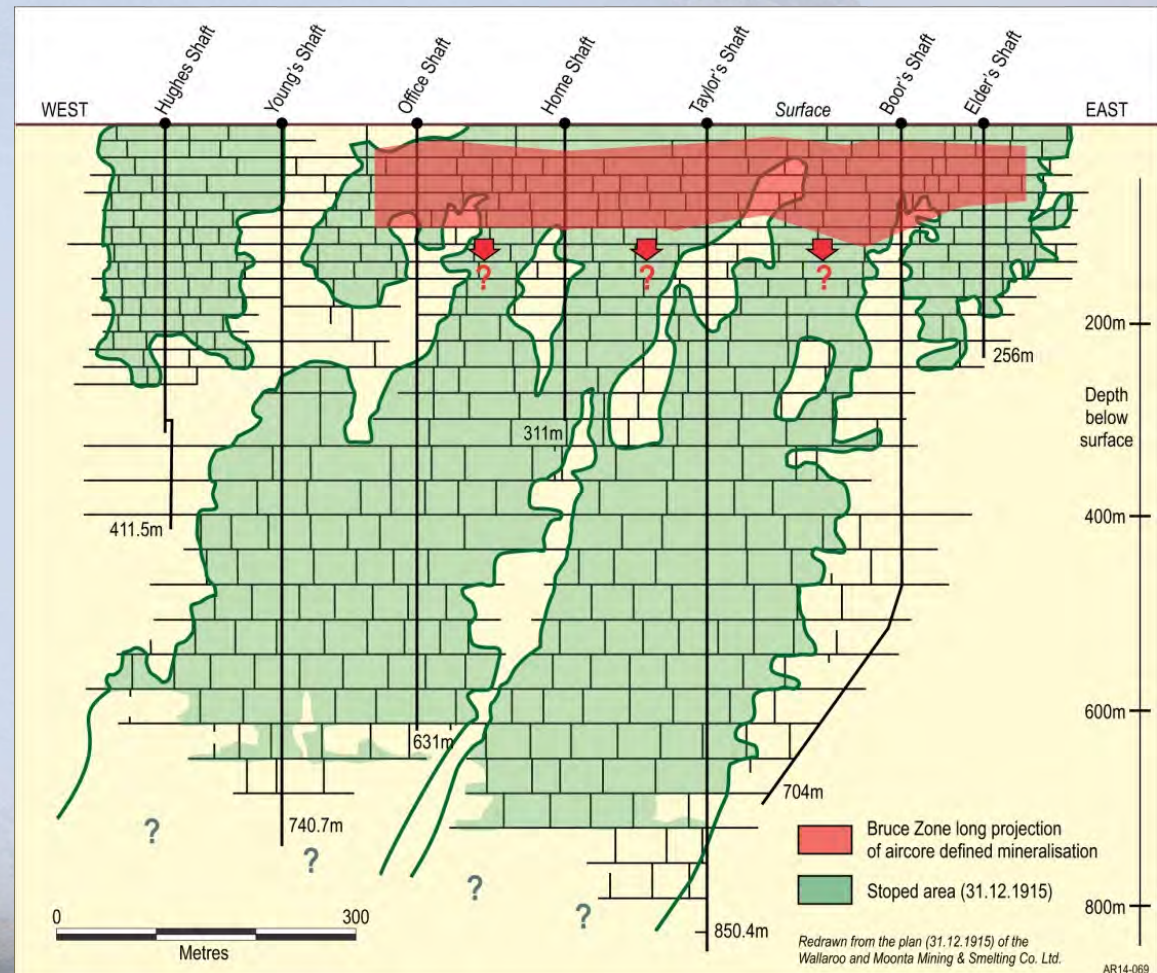 WEST
Hughes Shaft
Young's Shaft
Office Shaft
Home Shaft
Taylor's Shaft
Surface
Boor's Shaft
Elder's Shaft
EAST
?
?
?
200m
256m
Depth
below
surface
311m
400m
411.5m
600m
631m
704m
740.7m
?
?
?
?
Bruce Zone long projection
of aircore defined mineralisation
Stoped area (31.12.1915)
800m
850.4m
0
300
Metres
Redrawn from the plan (31.12.1915) of the
Wallaroo and Moonta Mining & Smelting Co. Ltd.
AR14-069